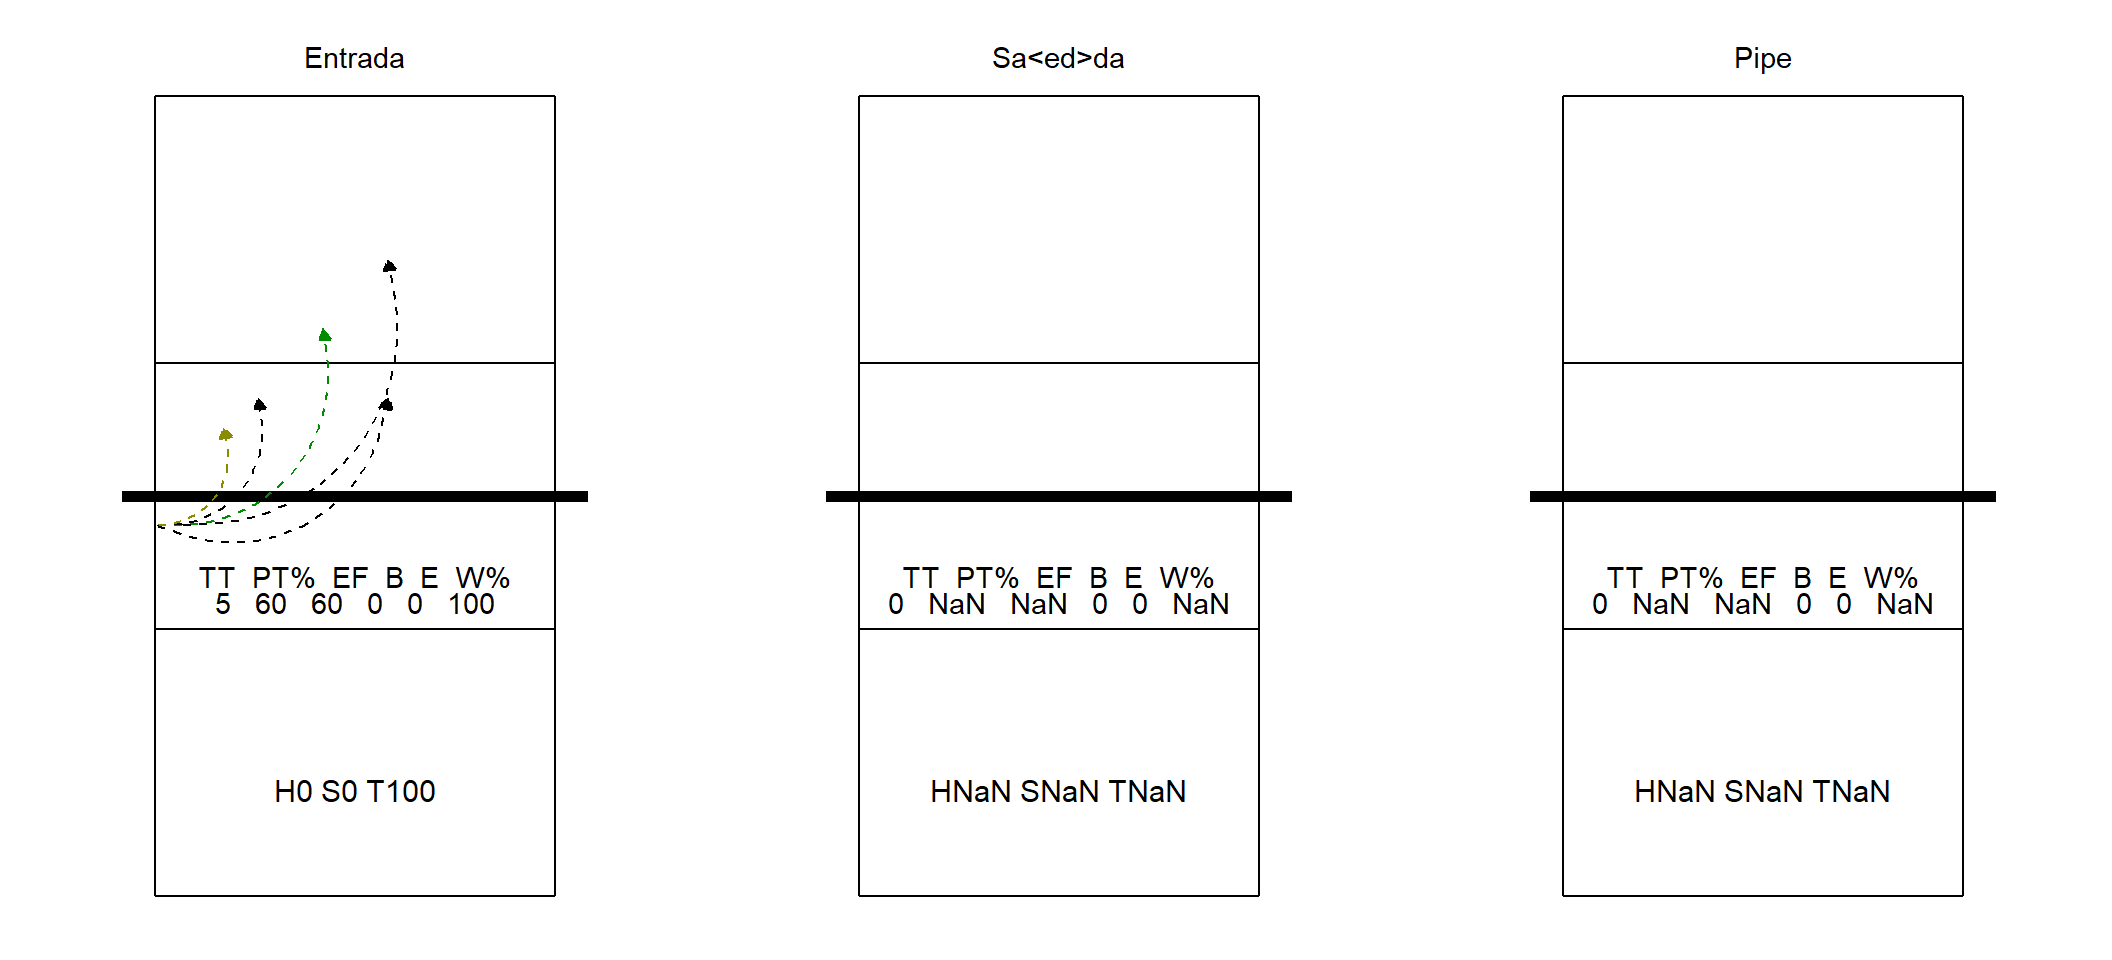 Entrada
TT PT% EF B E W%
5 60 60 0 0 100
H0 S0 T100
Sa<ed>da
TT PT% EF B E W%
0 NaN NaN 0 0 NaN
HNaN SNaN TNaN
Pipe
TT PT% EF B E W%
0 NaN NaN 0 0 NaN
HNaN SNaN TNaN